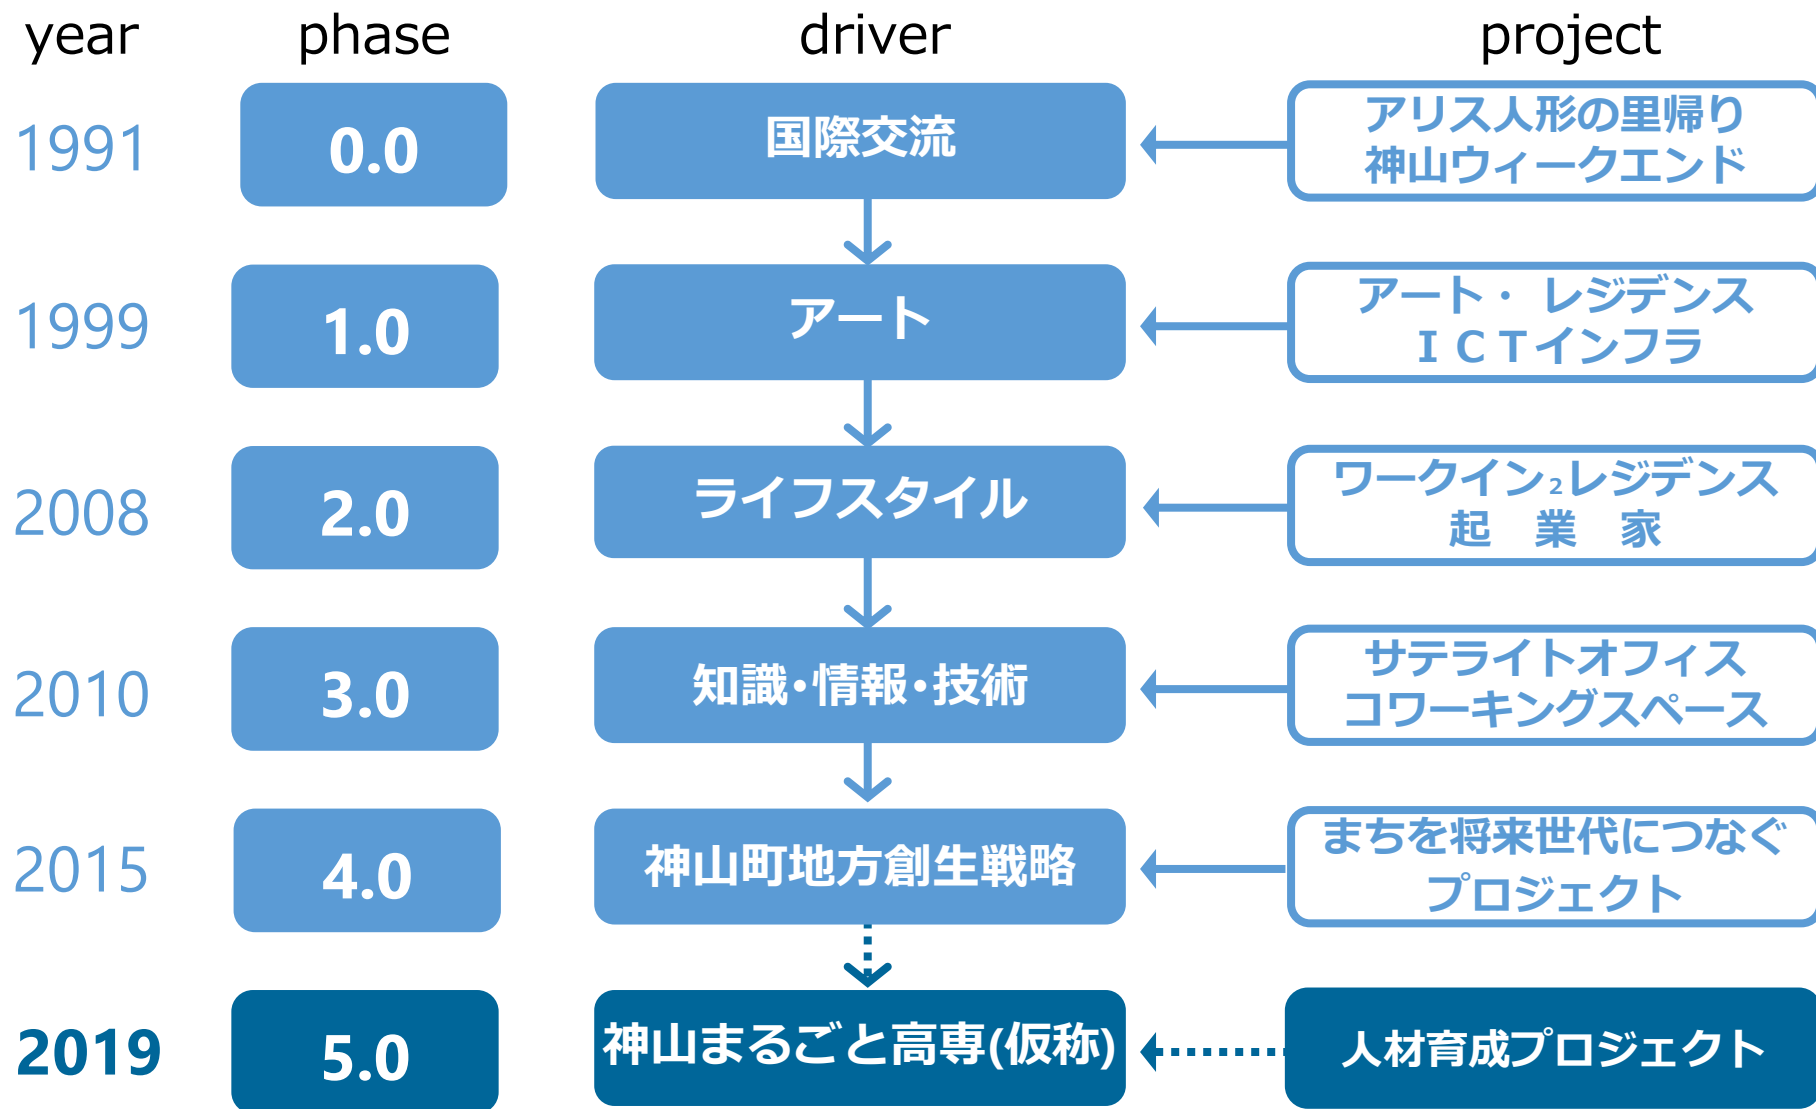 year phase driver project
1991 0.0 国際交流 アリス人形の里帰り
神山ウィークエンド
1999 1.0 アート アート・ レジデンス
ＩＣＴインフラ
2008 2.0 ライフスタイル ワークイン2レジデンス
起　業　家
2010 3.0 知識・情報・技術 サテライトオフィス
コワーキングスペース
2015 4.0 神山町地方創生戦略 まちを将来世代につなぐ
プロジェクト
2019 5.0 神山まるごと高専(仮称) 人材育成プロジェクト